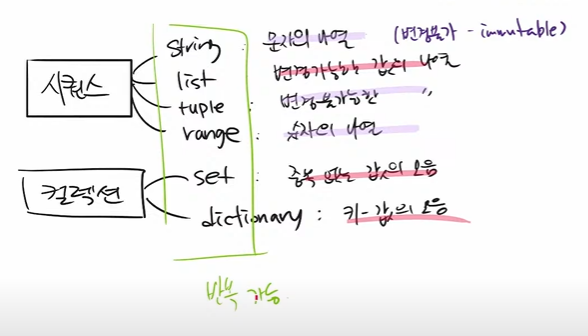 시퀀스
string : 문자의 나열 (변경불가 - immutable)
list 변경가능한 값의 나열
tuple : 변경불가능한 〃
range : 숫자의 나열
컬렉션
set : 중복 없는 값의 모음
dictionary : 키-값의 모음
반복 가능